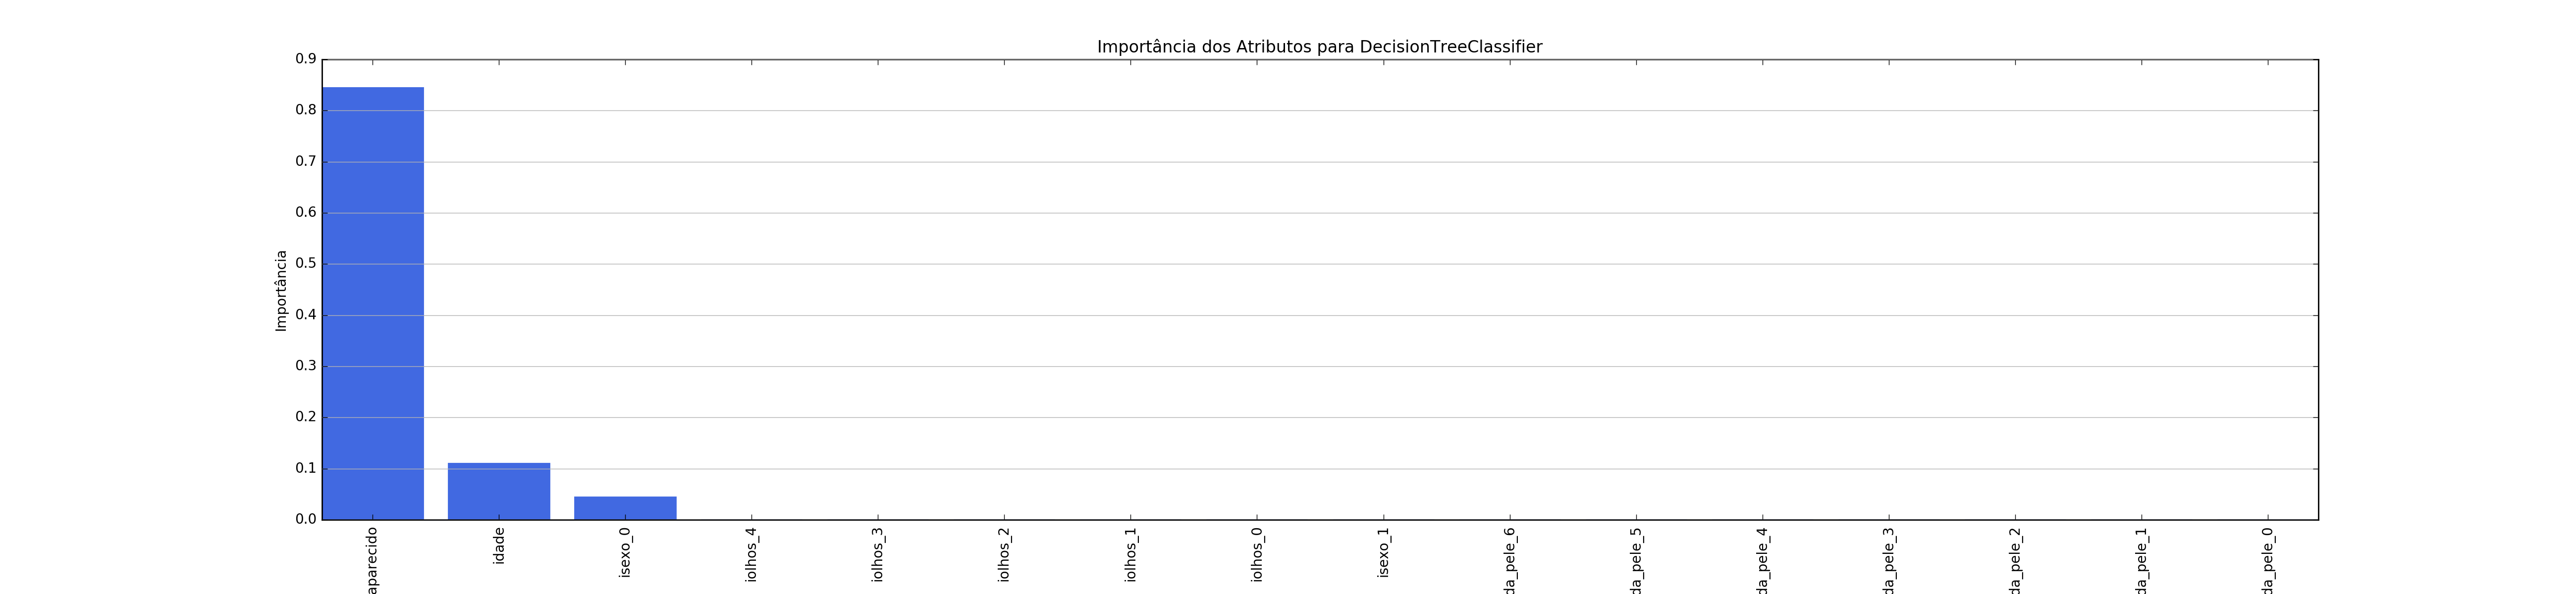 Importância dos Atributos para DecisionTreeClassifier
Importância
0.9
0.8
0.7
0.6
0.5
0.4
0.3
0.2
0.1
0.0
aparecido
idade
isexo_0
iolhos_4
iolhos_3
iolhos_2
iolhos_1
iolhos_0
isexo_1
da_pele_6
da_pele_5
da_pele_4
da_pele_3
da_pele_2
da_pele_1
da_pele_0